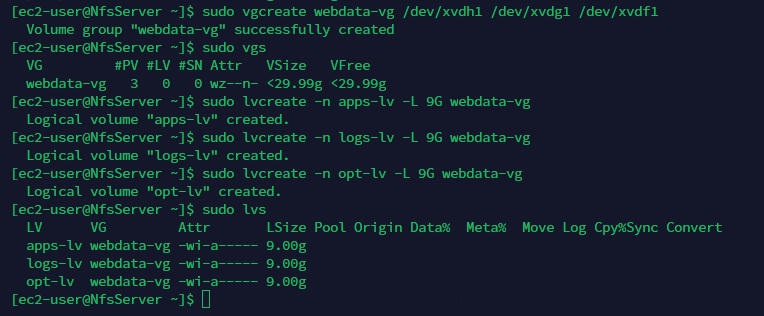 [ec2-user@NfsServer ~]$ sudo vgcreate webdata-vg /dev/xvdh1 /dev/xvdg1 /dev/xvdf1
  Volume group "webdata-vg" successfully created
[ec2-user@NfsServer ~]$ sudo vgs
  VG         #PV #LV #SN Attr   VSize   VFree
  webdata-vg   3   0   0 wz--n- <29.99g <29.99g
[ec2-user@NfsServer ~]$ sudo lvcreate -n apps-lv -L 9G webdata-vg
  Logical volume "apps-lv" created.
[ec2-user@NfsServer ~]$ sudo lvcreate -n logs-lv -L 9G webdata-vg
  Logical volume "logs-lv" created.
[ec2-user@NfsServer ~]$ sudo lvcreate -n opt-lv -L 9G webdata-vg
  Logical volume "opt-lv" created.
[ec2-user@NfsServer ~]$ sudo lvs
  LV      VG         Attr       LSize Pool Origin Data%  Meta%  Move Log Cpy%Sync Convert
  apps-lv webdata-vg -wi-a----- 9.00g
  logs-lv webdata-vg -wi-a----- 9.00g
  opt-lv  webdata-vg -wi-a----- 9.00g
[ec2-user@NfsServer ~]$